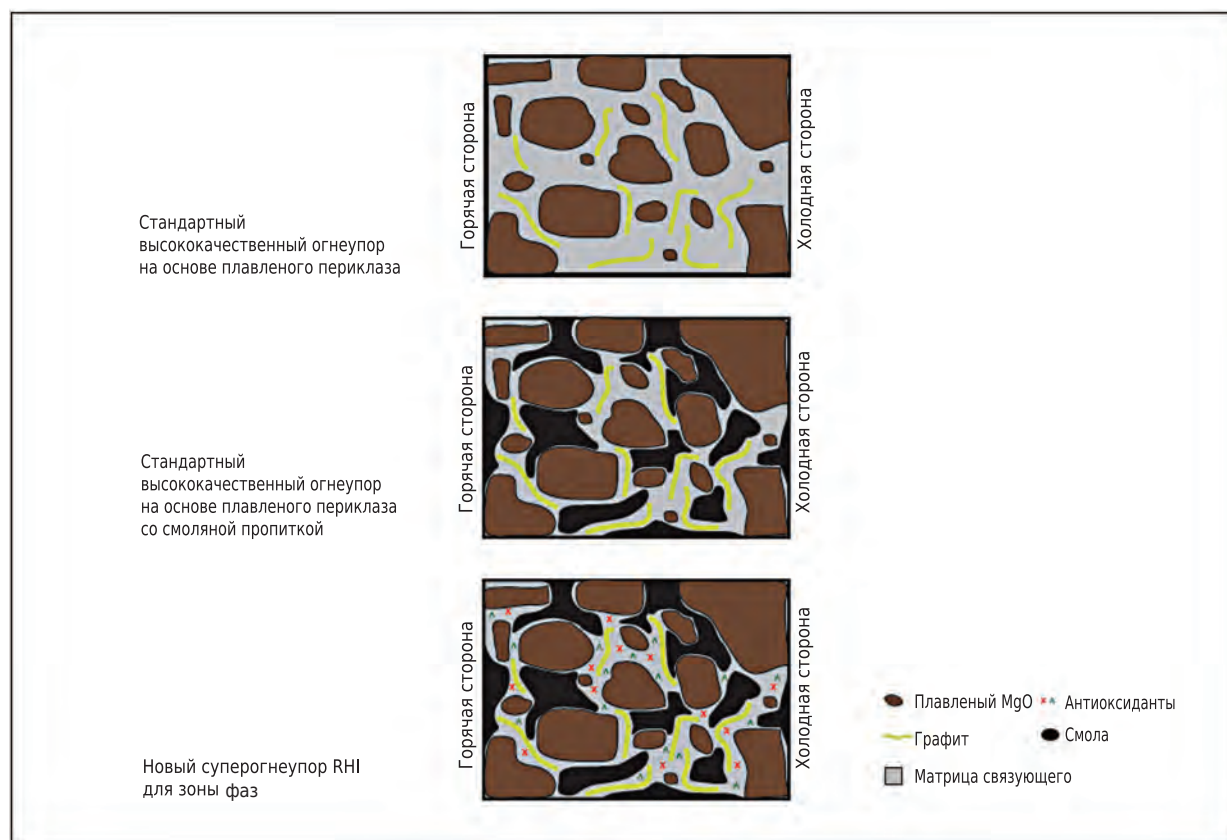 Горячая сторона
Холодная сторона
Стандартный
высококачественный огнеупор
на основе плавленого периклаза
Горячая сторона
Холодная сторона
Стандартный
высококачественный огнеупор
на основе плавленого периклаза
со смоляной пропиткой
Горячая сторона
Холодная сторона
Новый суперогнеупор RHI
для зоны фаз
Плавленый MgO
Антиоксиданты
Графит
Смола
Матрица связующего